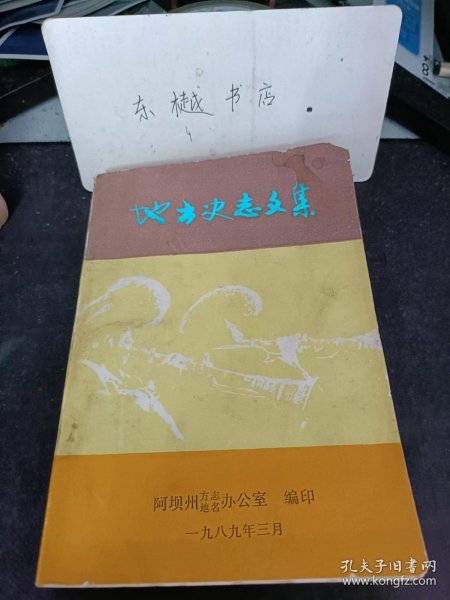 东樾书店
地方史志文集
阿坝州方志地名办公室 编印
一九八九年三月
孔夫子旧书网
www.kongfz.com